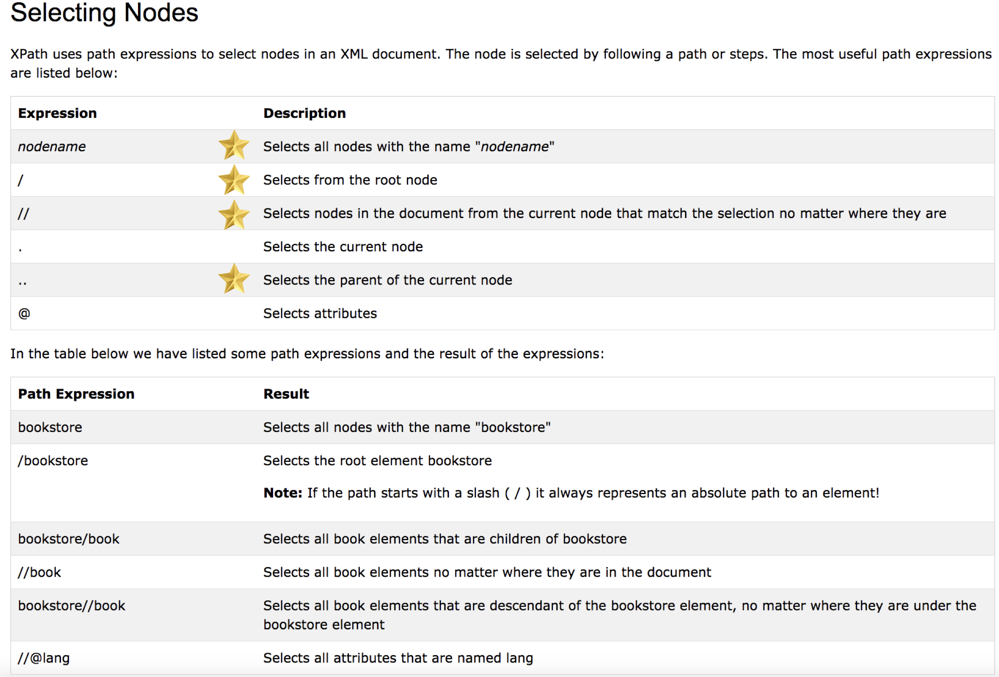 Selecting Nodes
XPath uses path expressions to select nodes in an XML document. The node is selected by following a path or steps. The most useful path expressions
are listed below:
Expression Description
nodename Selects all nodes with the name "nodename"
/ Selects from the root node
// Selects nodes in the document from the current node that match the selection no matter where they are
. Selects the current node
.. Selects the parent of the current node
@ Selects attributes
In the table below we have listed some path expressions and the result of the expressions:
Path Expression Result
bookstore Selects all nodes with the name "bookstore"
/bookstore Selects the root element bookstore
Note: If the path starts with a slash ( / ) it always represents an absolute path to an element!
bookstore/book Selects all book elements that are children of bookstore
//book Selects all book elements no matter where they are in the document
bookstore//book Selects all book elements that are descendant of the bookstore element, no matter where they are under the
bookstore element
//@lang Selects all attributes that are named lang